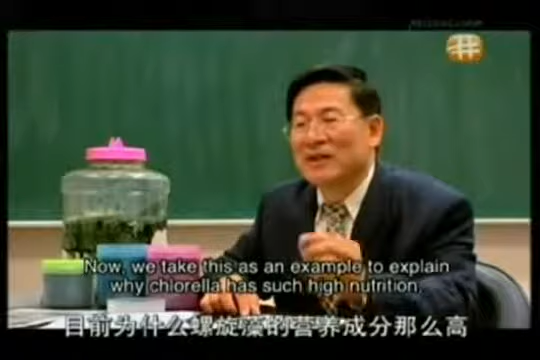 Now, we take this as an example to explain
why chlorella has such high nutrition,
目前为什么螺旋藻的营养成分那么高